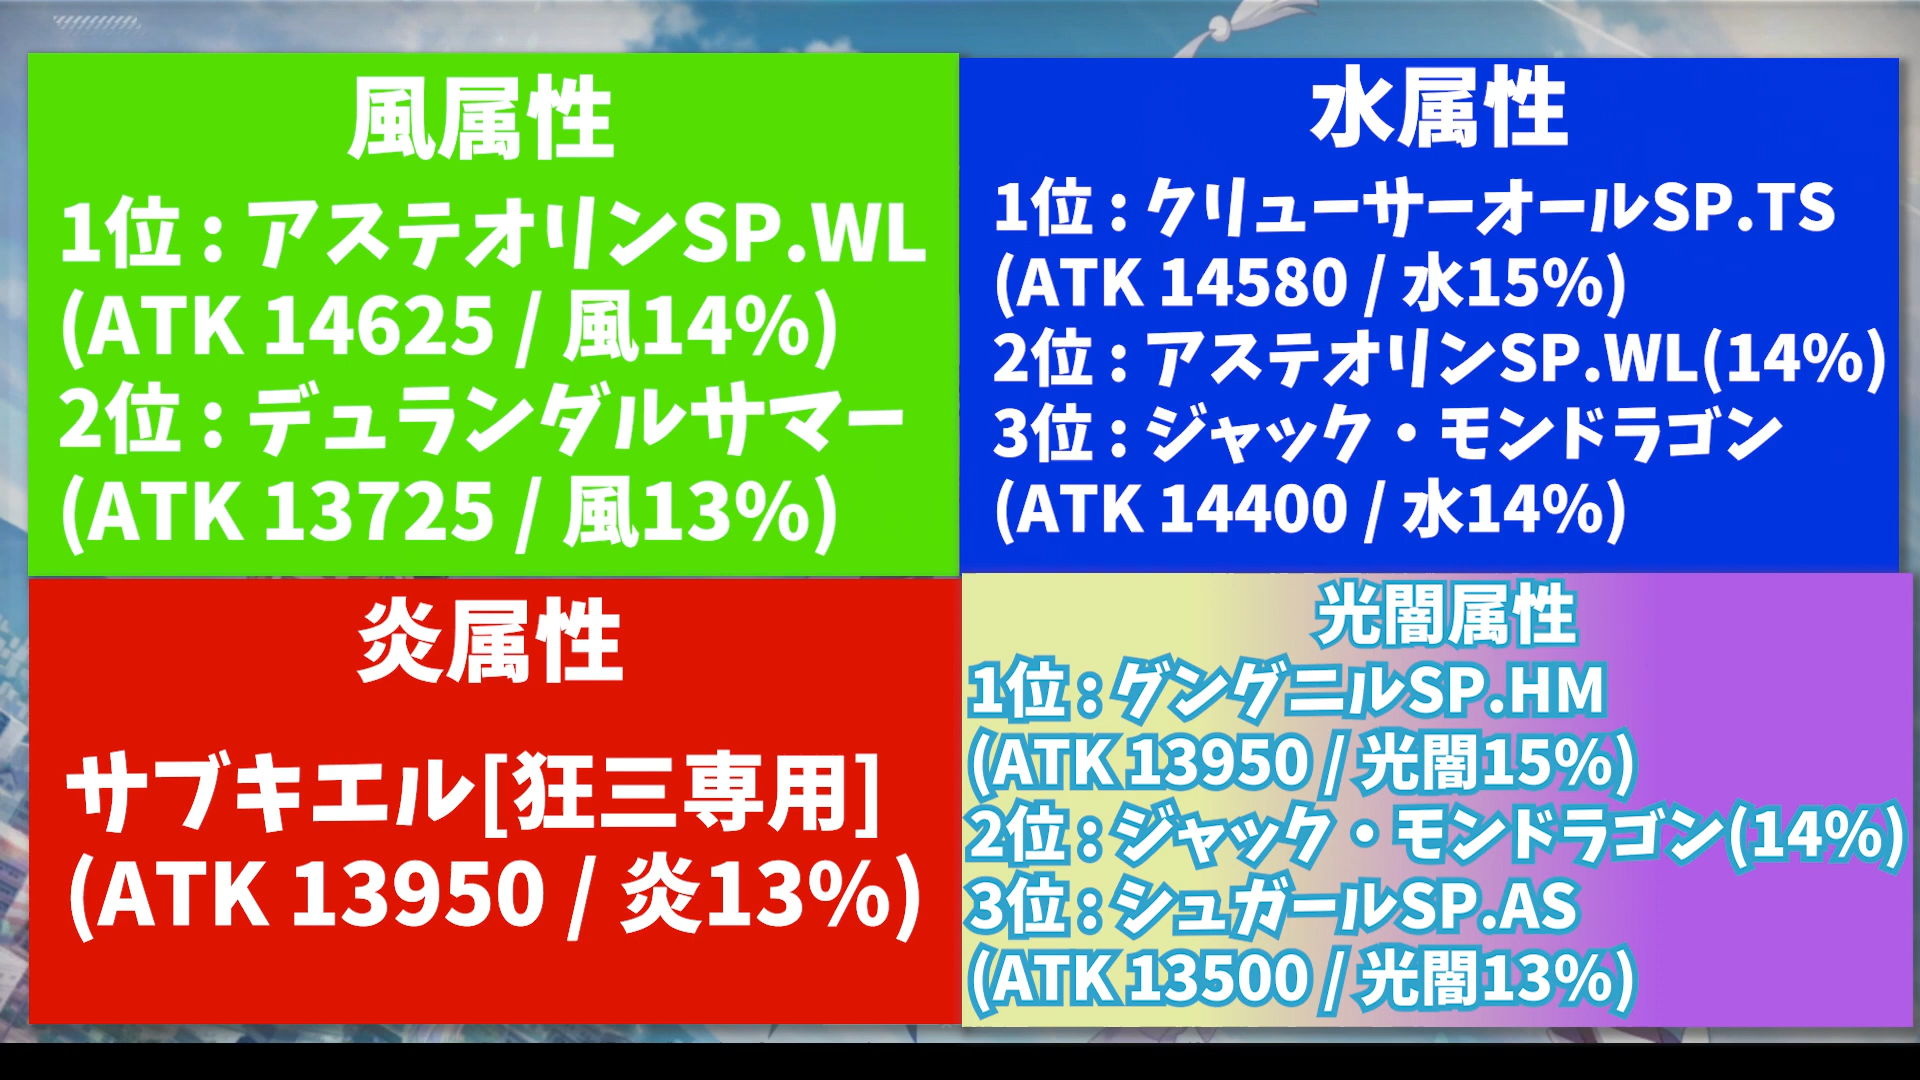 風属性
1位 : アステオリンSP.WL
(ATK 14625 / 風14%)
2位 : デュランダルサマー
(ATK 13725 / 風13%)
水属性
1位 : クリューサーオールSP.TS
(ATK 14580 / 水15%)
2位 : アステオリンSP.WL(14%)
3位 : ジャック・モンドラゴン
(ATK 14400 / 水14%)
炎属性
サブキエル[狂三専用]
(ATK 13950 / 炎13%)
光闇属性
1位 : グングニルSP.HM
(ATK 13950 / 光闇15%)
2位 : ジャック・モンドラゴン(14%)
3位 : シュガールSP.AS
(ATK 13500 / 光闇13%)